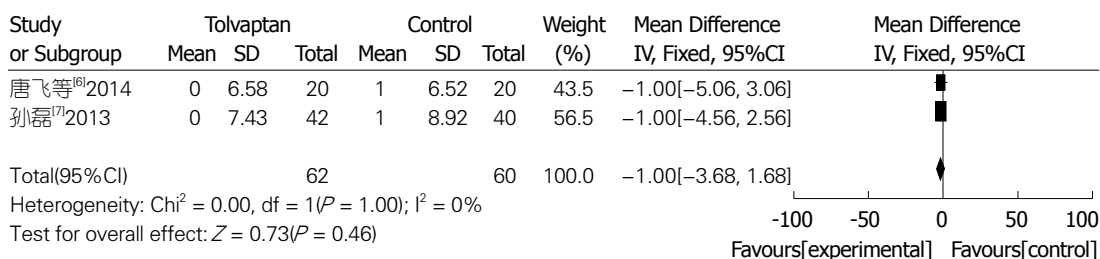 Study Tolvaptan Control Weight Mean Difference Mean Difference
or Subgroup Mean SD Total Mean SD Total (%) IV, Fixed, 95%CI IV, Fixed, 95%CI
唐飞等[6]2014 0 6.58 20 1 6.52 20 43.5 −1.00[−5.06, 3.06]
孙磊[7]2013 0 7.43 42 1 8.92 40 56.5 −1.00[−4.56, 2.56]
Total(95%CI) 62 60 100.0 −1.00[−3.68, 1.68]
Heterogeneity: Chi² = 0.00, df = 1(P = 1.00); I² = 0%
Test for overall effect: Z = 0.73(P = 0.46)
-100 -50 0 50 100
Favours[experimental] Favours[control]